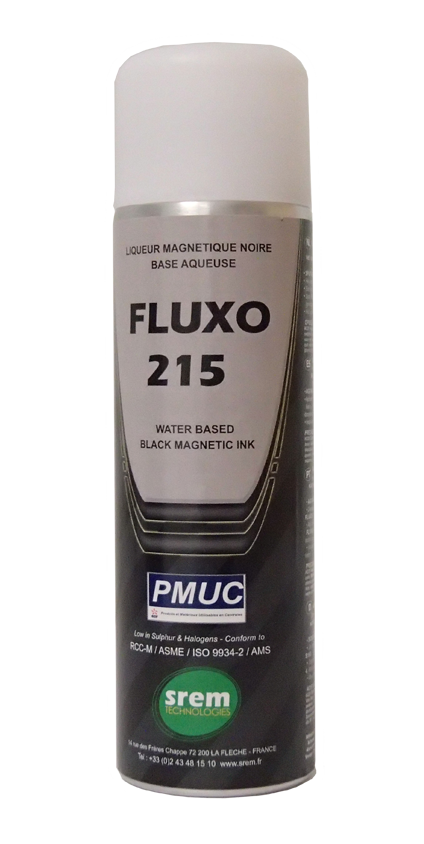 LIQUEUR MAGNETIQUE NOIRE
BASE AQUEUSE
FLUXO
215
WATER BASED
BLACK MAGNETIC INK
PMUC
Low in Sulphur & Halogens - Conform to
RCC-M / ASME / ISO 9934-2 / AMS
srem
TECHNOLOGIES
rue des Frères Chappe 72 200 LA FLECHE - FRANCE
Tel : +33 (0)2 43 48 15 10 www.srem.fr